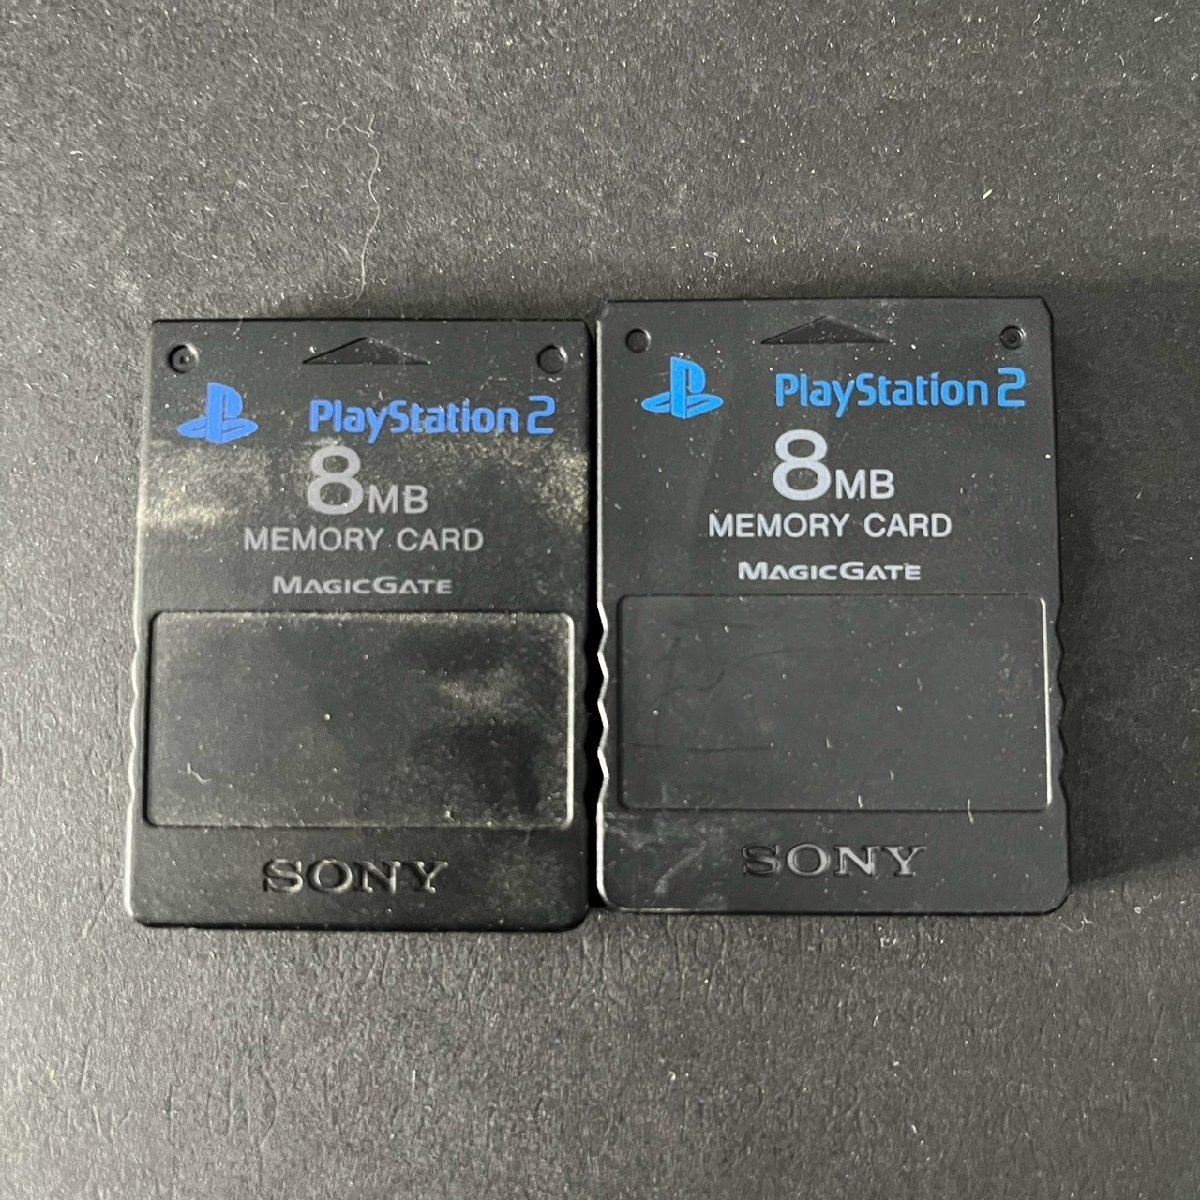 PlayStation 2
8MB
MEMORY CARD
MAGICGATE
SONY
PlayStation 2
8MB
MEMORY CARD
MAGICGATE
SONY